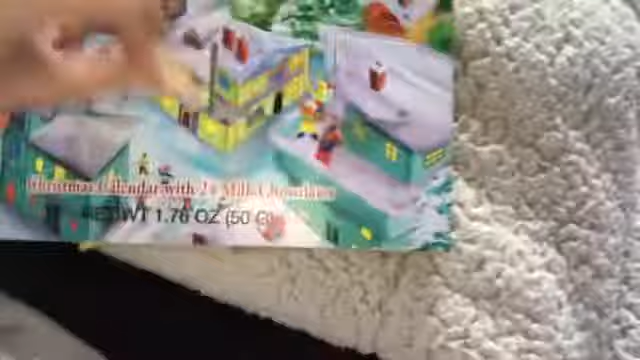 Christmas Calendar with 24 Milk Chocolates
NET WT 1.76 OZ (50 G)